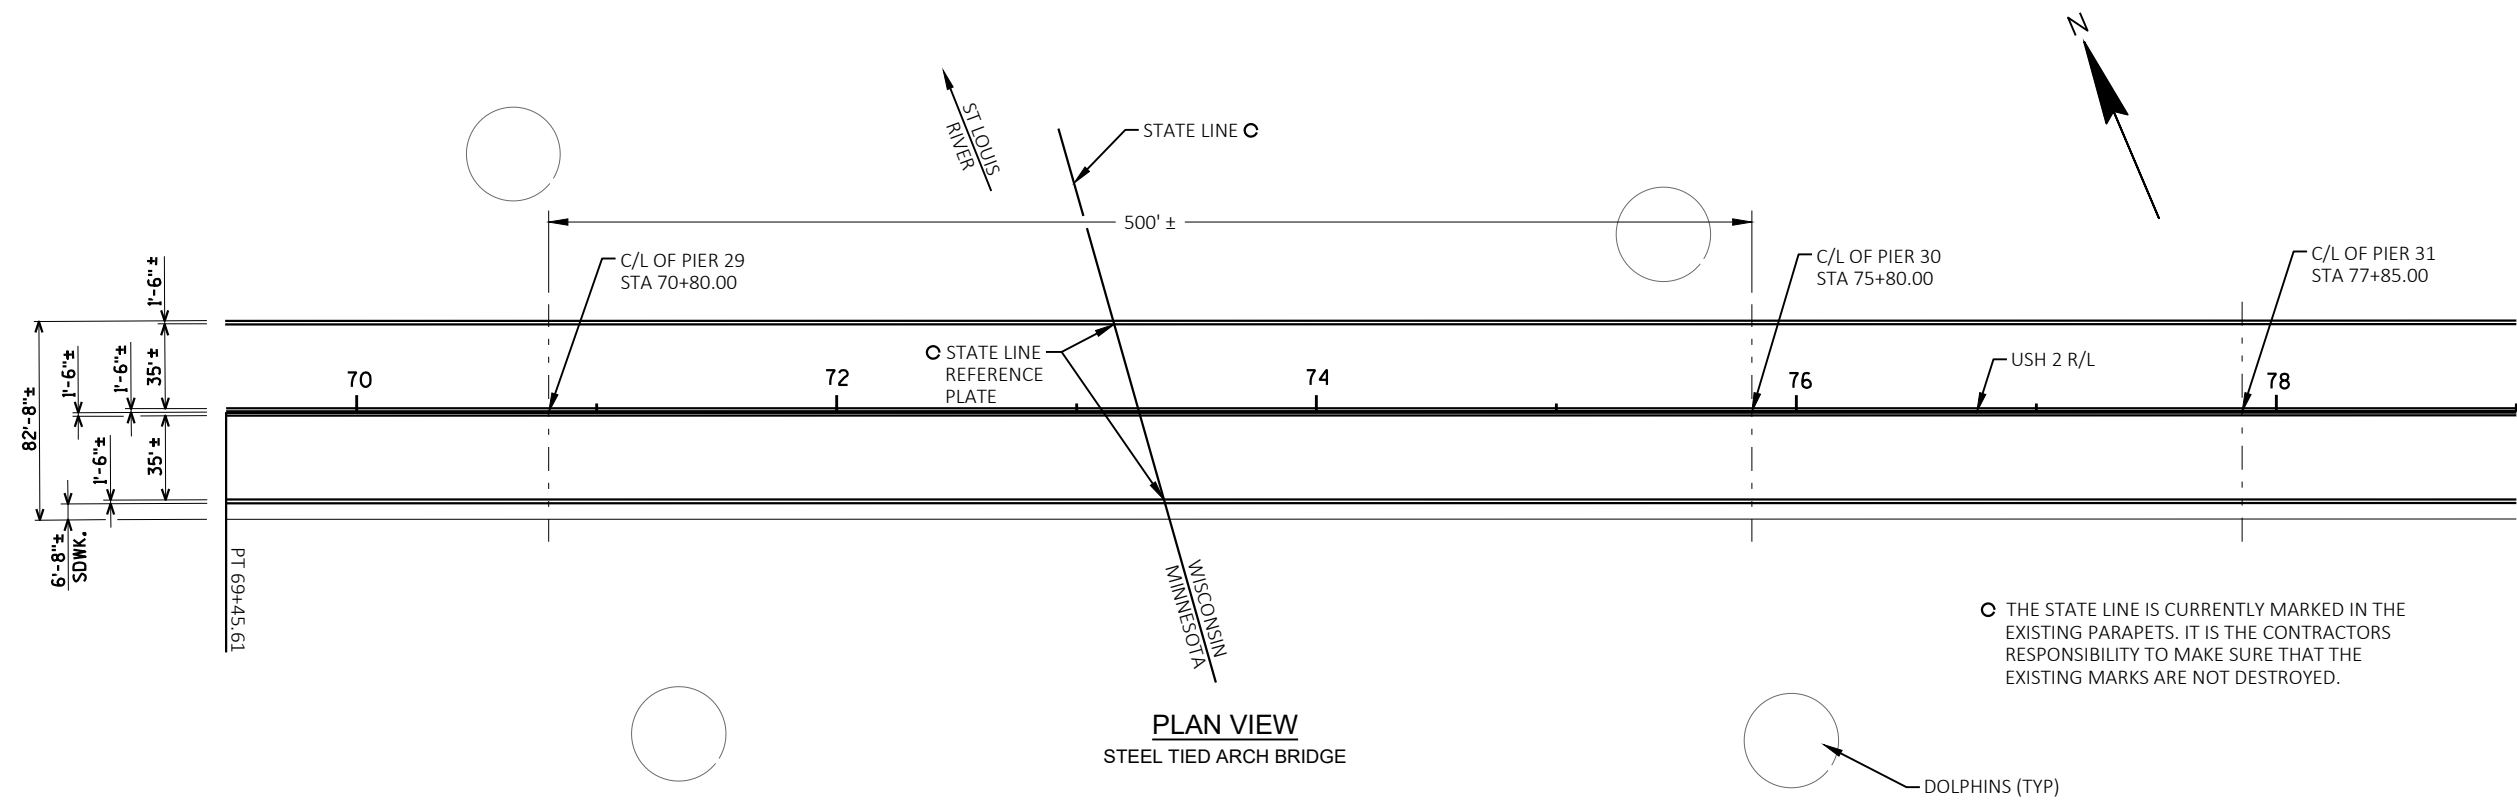 N
ST LOUIS
RIVER
STATE LINE
500' ±
C/L OF PIER 29
STA 70+80.00
C/L OF PIER 30
STA 75+80.00
C/L OF PIER 31
STA 77+85.00
1'-6"±
35'±
1'-6"±
1'-6"±
82'-8"±
35'±
1'-6"±
6'-8"±
SDWK.
STATE LINE
REFERENCE
PLATE
USH 2 R/L
70
72
74
76
78
PT 69+45.61
WISCONSIN
MINNESOTA
THE STATE LINE IS CURRENTLY MARKED IN THE
EXISTING PARAPETS. IT IS THE CONTRACTORS
RESPONSIBILITY TO MAKE SURE THAT THE
EXISTING MARKS ARE NOT DESTROYED.
PLAN VIEW
STEEL TIED ARCH BRIDGE
DOLPHINS (TYP)